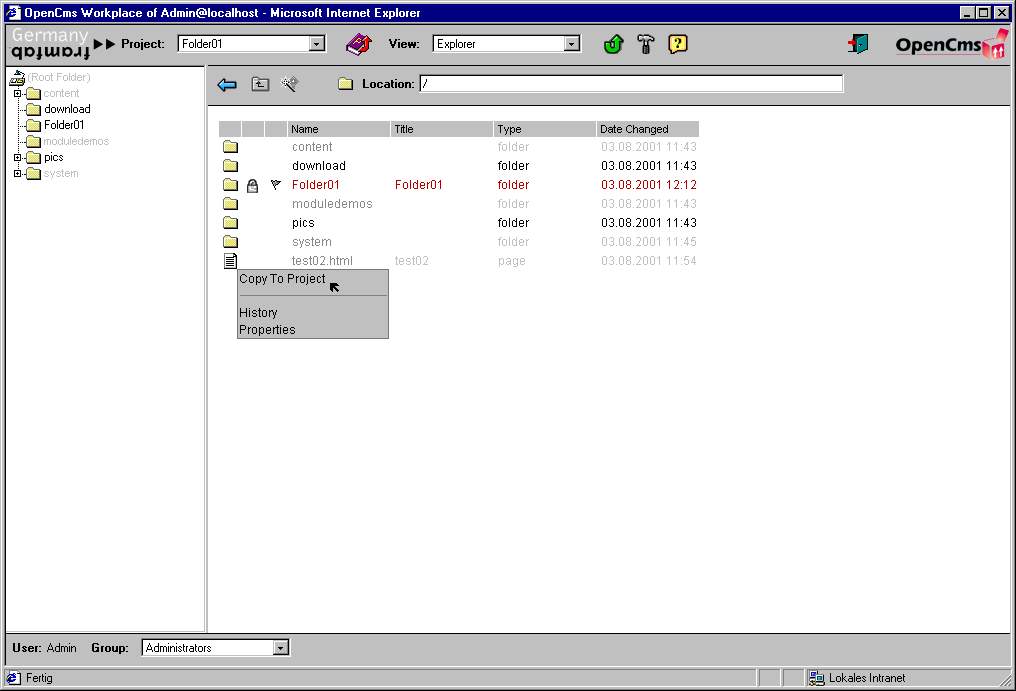 OpenCms Workplace of Admin@localhost - Microsoft Internet Explorer
Germany
framfab
Project: Folder01 View: Explorer OpenCms
(Root Folder)
content
download
Folder01
moduledemos
pics
system
Location: /
Name Title Type Date Changed
content folder 03.08.2001 11:43
download folder 03.08.2001 11:43
Folder01 Folder01 folder 03.08.2001 12:12
moduledemos folder 03.08.2001 11:43
pics folder 03.08.2001 11:43
system folder 03.08.2001 11:45
test02.html test02 page 03.08.2001 11:54
Copy To Project
History
Properties
User: Admin Group: Administrators
Fertig Lokales Intranet